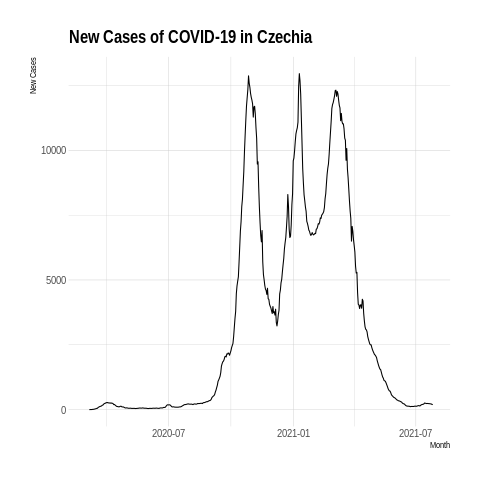 New Cases of COVID-19 in Czechia
New Cases
10000
5000
0
2020-07
2021-01
2021-07
Month